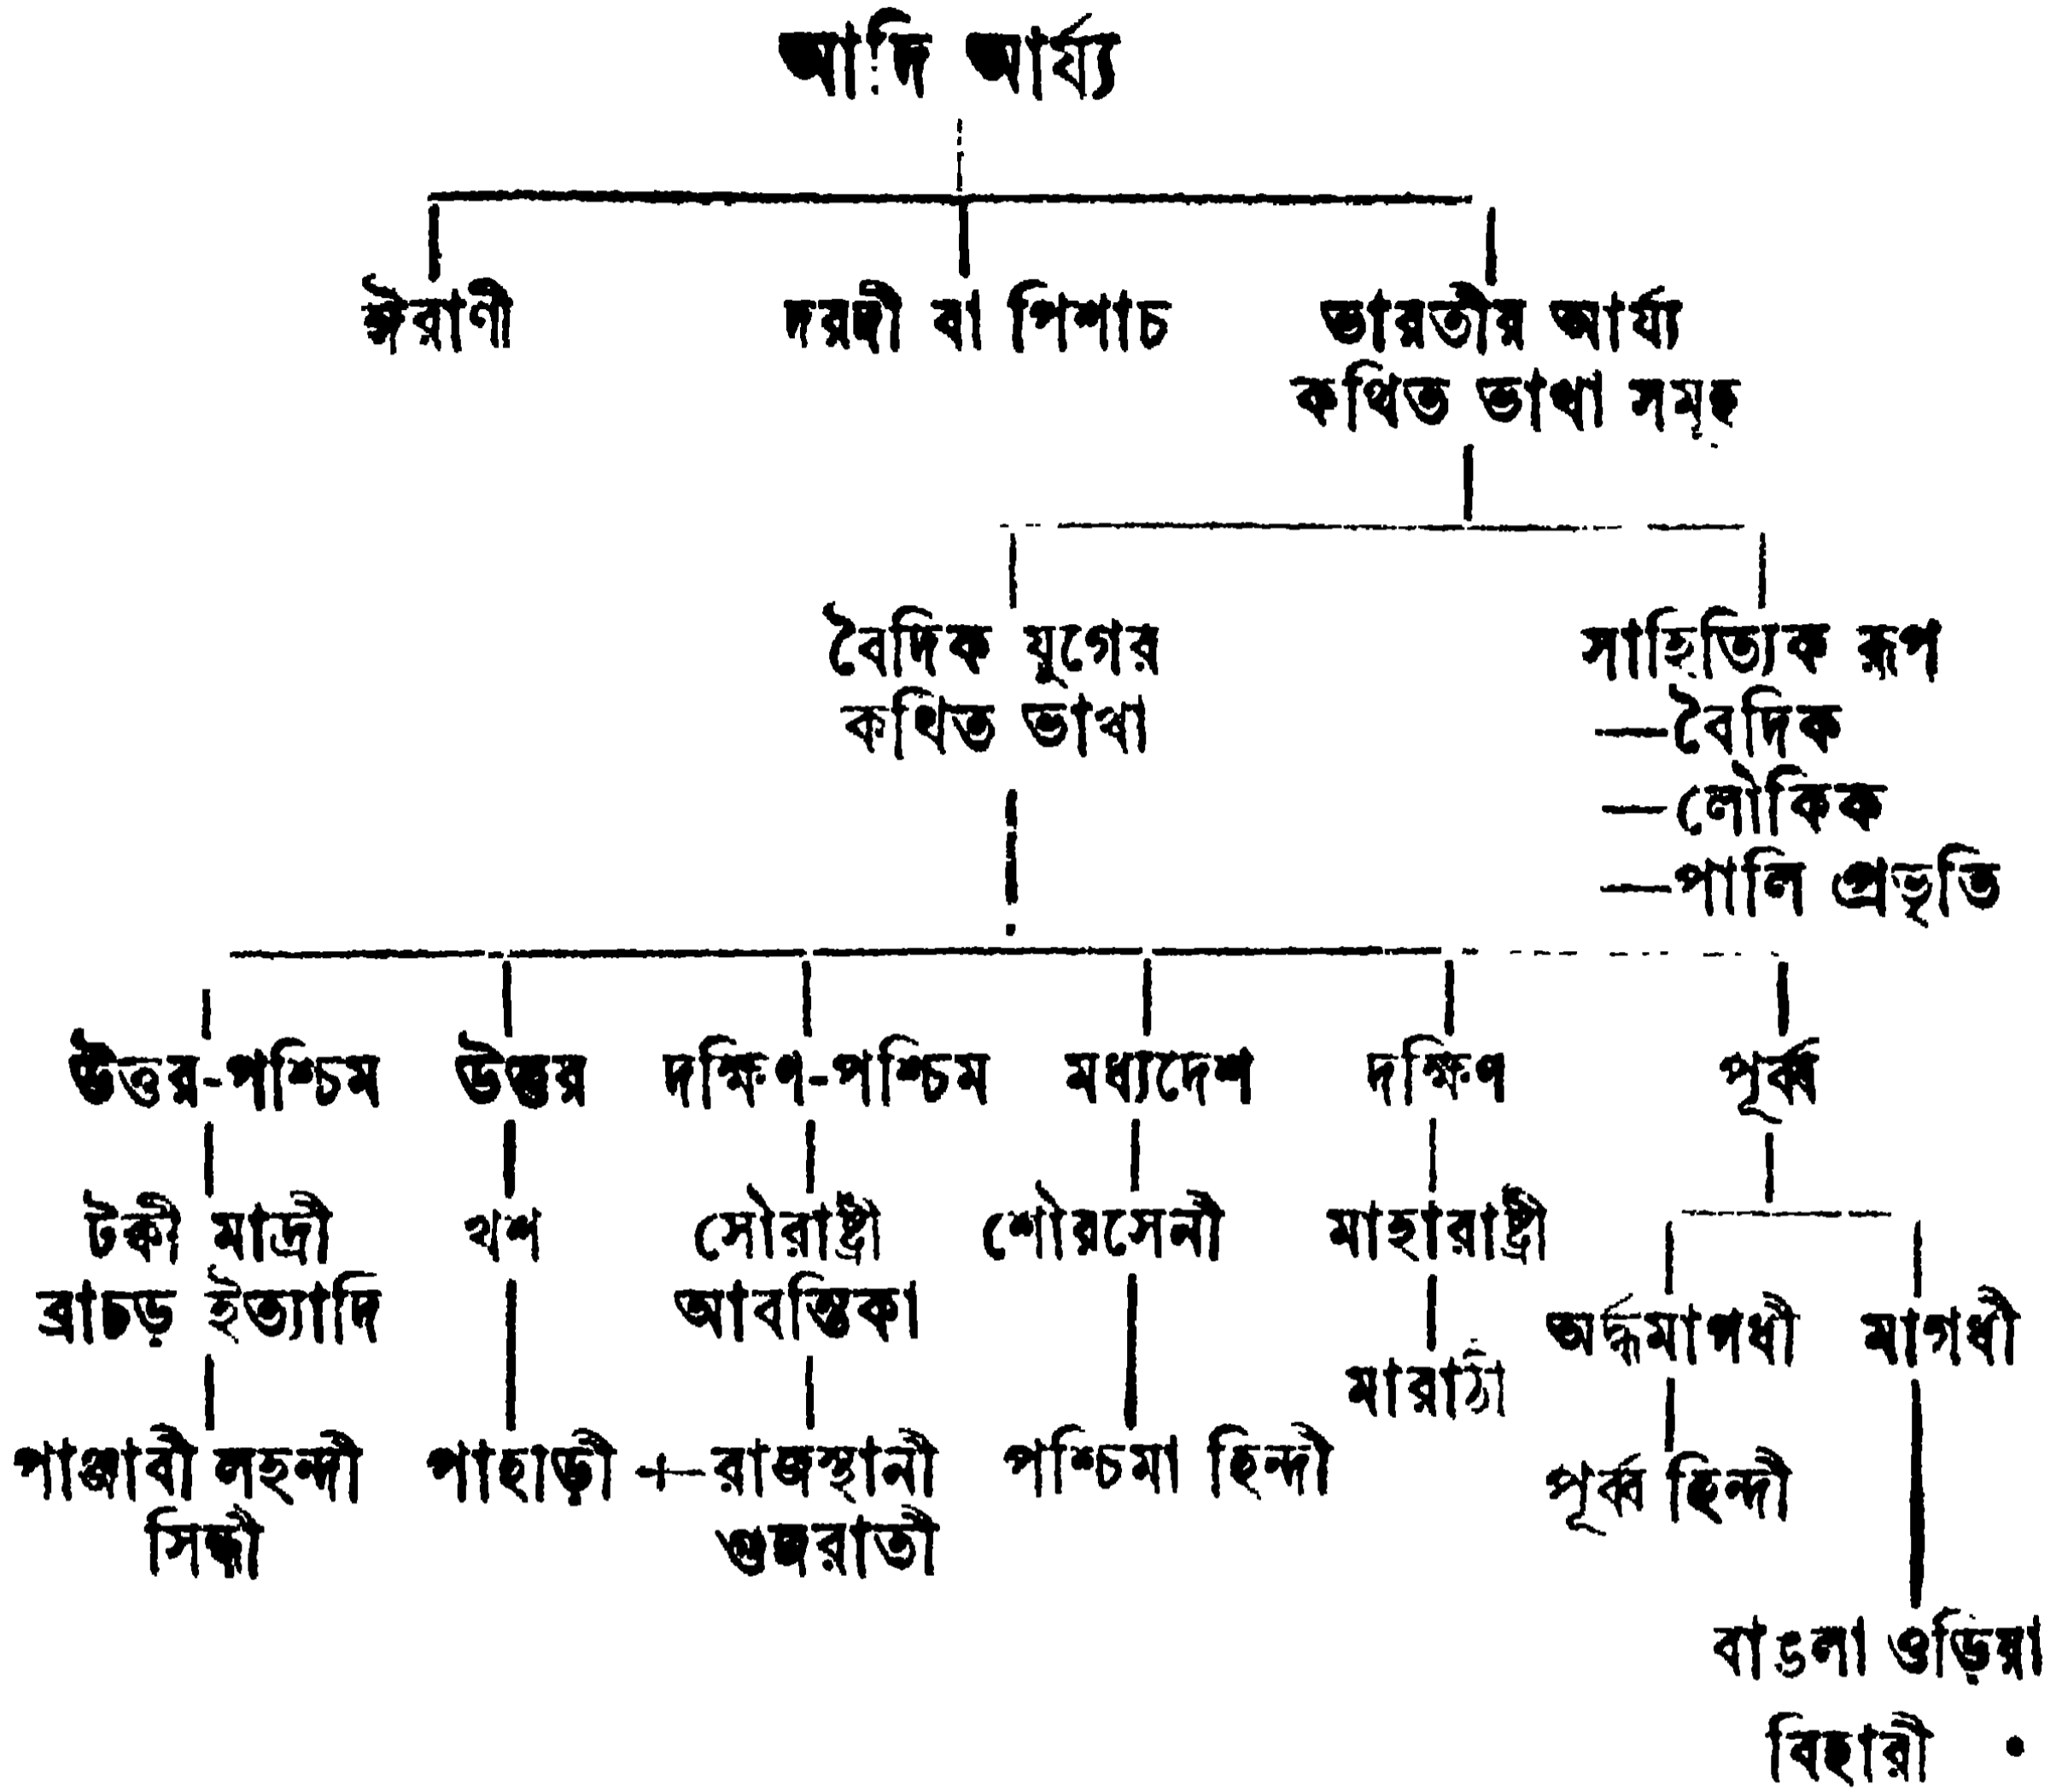 আদি আর্য্য
ঈরাণী দরদী বা পিশাচ ভারতীয় আর্য্য
কথিত ভাষা সমূহ
বৈদিক যুগের সাহিত্যিক রূপ
কথিত ভাষা —বৈদিক
—লৌকিক
—পালি প্রভৃতি
উত্তর-পশ্চিম উত্তর দক্ষিণ-পশ্চিম মধ্যদেশ দক্ষিণ পূর্ব্ব
টক্কী মাদ্রী খশ সৌরাষ্ট্রী শৌরসেনী মাহারাষ্ট্রী
ব্রাচড় ইত্যাদি আবন্তিকা অর্দ্ধমাগধী মাগধী
মারাঠী
পাঞ্জাবী লহন্দী পাহাড়ী +—রাজস্থানী পশ্চিমা হিন্দী পূর্ব্ব হিন্দী
সিন্ধী গুজরাতী
বাঙলা ওড়িয়া
বিহারী